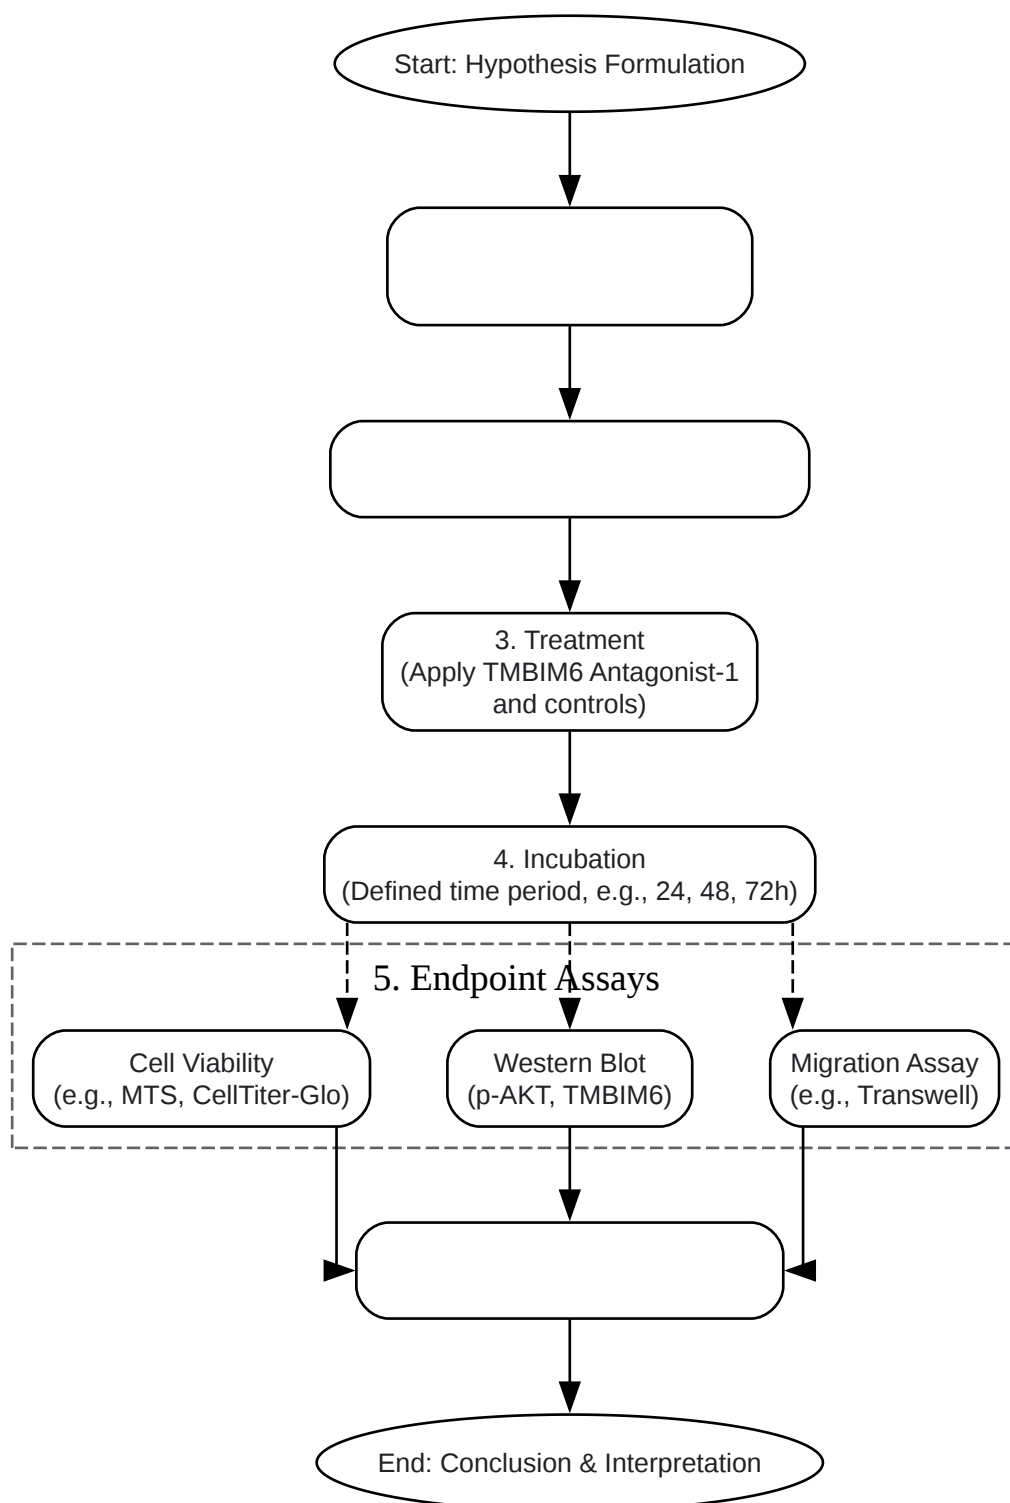 Start: Hypothesis Formulation
3. Treatment
(Apply TMBIM6 Antagonist-1
and controls)
4. Incubation
(Defined time period, e.g., 24, 48, 72h)
5. Endpoint Assays
Cell Viability
(e.g., MTS, CellTiter-Glo)
Western Blot
(p-AKT, TMBIM6)
Migration Assay
(e.g., Transwell)
End: Conclusion & Interpretation